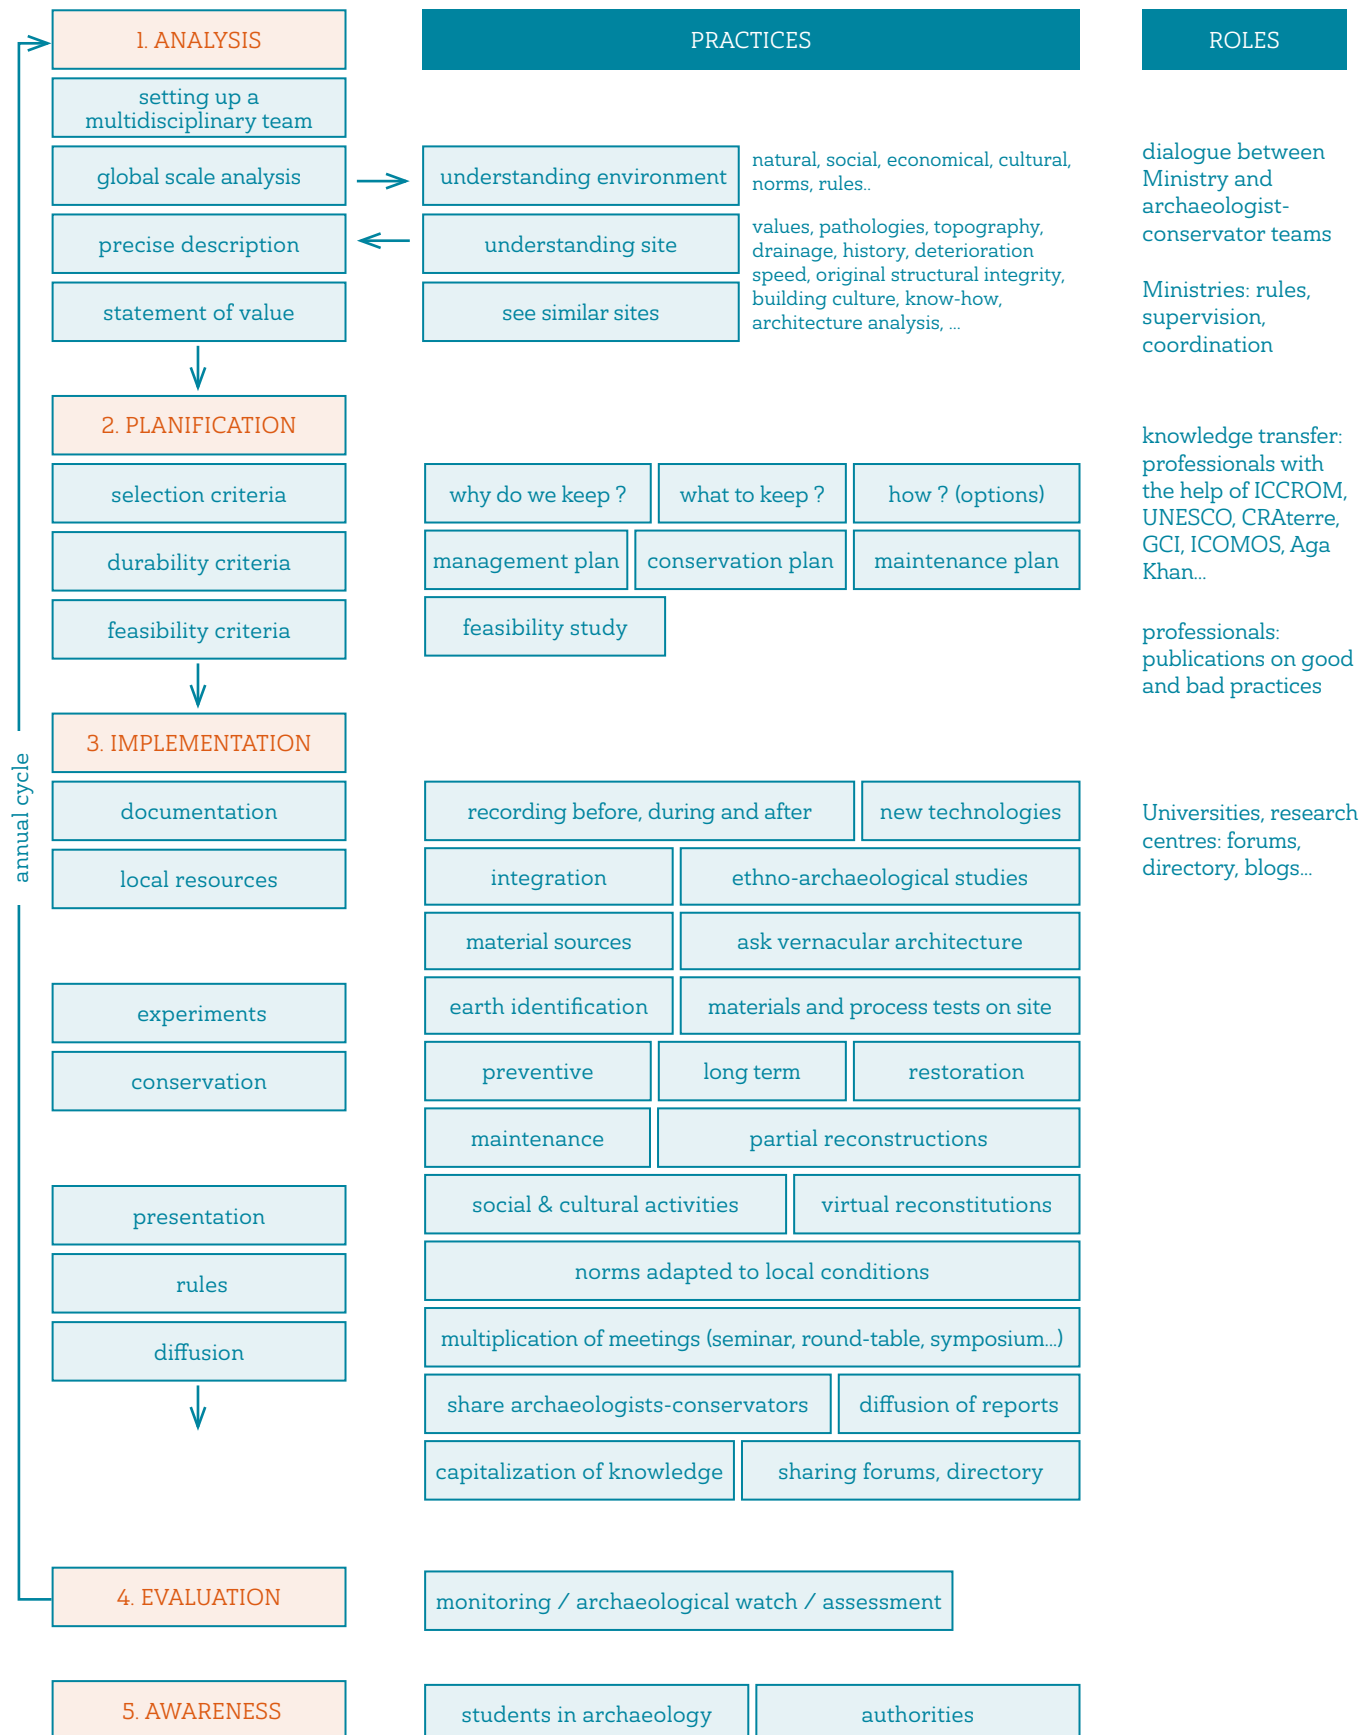 1. ANALYSIS
PRACTICES
ROLES
setting up a
multidisciplinary team
global scale analysis
understanding environment
natural, social, economical, cultural,
norms, rules..
precise description
understanding site
values, pathologies, topography,
drainage, history, deterioration
speed, original structural integrity,
building culture, know-how,
architecture analysis, ...
statement of value
see similar sites
dialogue between
Ministry and
archaeologist-
conservator teams
Ministries: rules,
supervision,
coordination
2. PLANIFICATION
selection criteria
why do we keep ?
what to keep ?
how ? (options)
durability criteria
management plan
conservation plan
maintenance plan
feasibility criteria
feasibility study
knowledge transfer:
professionals with
the help of ICCROM,
UNESCO, CRAterre,
GCI, ICOMOS, Aga
Khan...
professionals:
publications on good
and bad practices
annual cycle
3. IMPLEMENTATION
documentation
recording before, during and after
new technologies
local resources
integration
ethno-archaeological studies
material sources
ask vernacular architecture
Universities, research
centres: forums,
directory, blogs...
experiments
earth identification
materials and process tests on site
conservation
preventive
long term
restoration
maintenance
partial reconstructions
presentation
social & cultural activities
virtual reconstitutions
rules
norms adapted to local conditions
diffusion
multiplication of meetings (seminar, round-table, symposium...)
share archaeologists-conservators
diffusion of reports
capitalization of knowledge
sharing forums, directory
4. EVALUATION
monitoring / archaeological watch / assessment
5. AWARENESS
students in archaeology
authorities